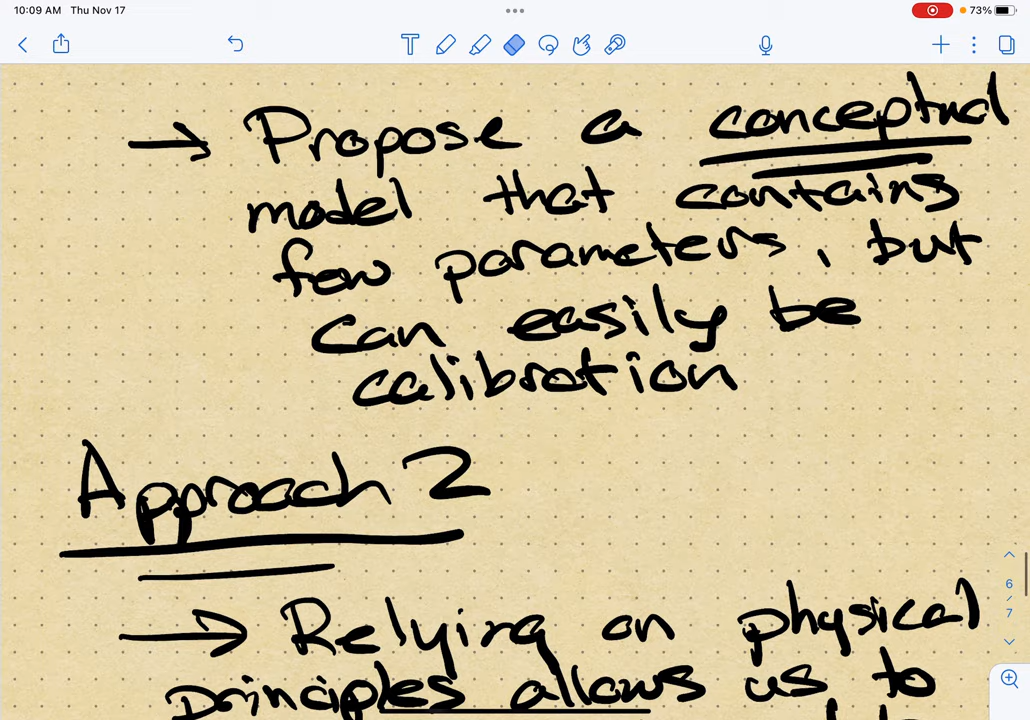 10:09 AM Thu Nov 17
73%
→ Propose a conceptual
model that contains
few parameters, but
can easily be
calibration
Approach 2
→ Relying on physical
principles allows us to
6
/
7